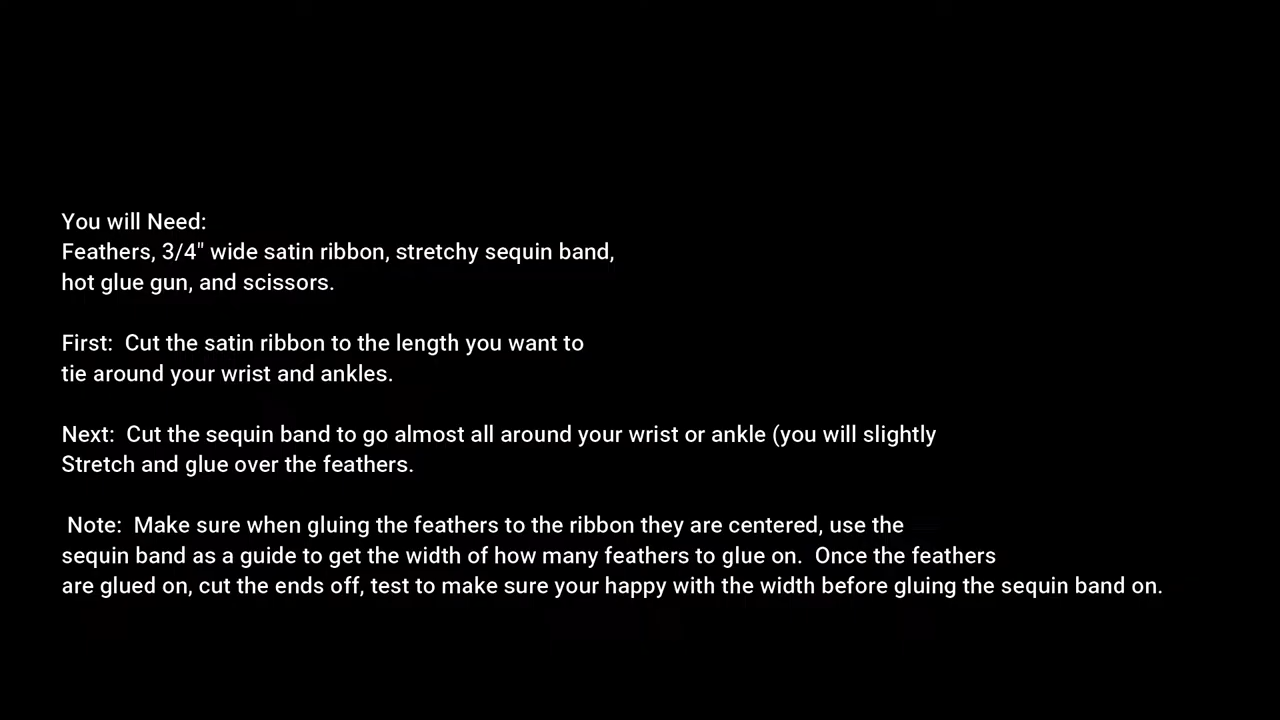 You will Need:
Feathers, 3/4" wide satin ribbon, stretchy sequin band,
hot glue gun, and scissors.
First:  Cut the satin ribbon to the length you want to
tie around your wrist and ankles.
Next:  Cut the sequin band to go almost all around your wrist or ankle (you will slightly
Stretch and glue over the feathers.
Note:  Make sure when gluing the feathers to the ribbon they are centered, use the
sequin band as a guide to get the width of how many feathers to glue on.  Once the feathers
are glued on, cut the ends off, test to make sure your happy with the width before gluing the sequin band on.